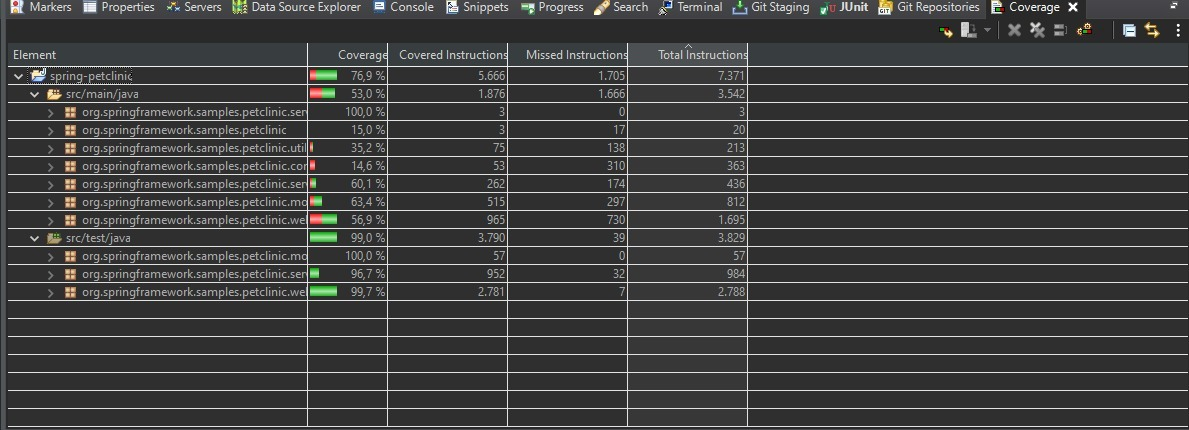 Markers Properties Servers Data Source Explorer Console Snippets Progress Search Terminal Git Staging JUnit Git Repositories Coverage
Element Coverage Covered Instructions Missed Instructions Total Instructions
spring-petclinic 76,9 % 5.666 1.705 7.371
src/main/java 53,0 % 1.876 1.666 3.542
org.springframework.samples.petclinic.ser 100,0 % 3 0 3
org.springframework.samples.petclinic 15,0 % 3 17 20
org.springframework.samples.petclinic.util 35,2 % 75 138 213
org.springframework.samples.petclinic.cor 14,6 % 53 310 363
org.springframework.samples.petclinic.ser 60,1 % 262 174 436
org.springframework.samples.petclinic.mo 63,4 % 515 297 812
org.springframework.samples.petclinic.wel 56,9 % 965 730 1.695
src/test/java 99,0 % 3.790 39 3.829
org.springframework.samples.petclinic.mo 100,0 % 57 0 57
org.springframework.samples.petclinic.ser 96,7 % 952 32 984
org.springframework.samples.petclinic.wel 99,7 % 2.781 7 2.788